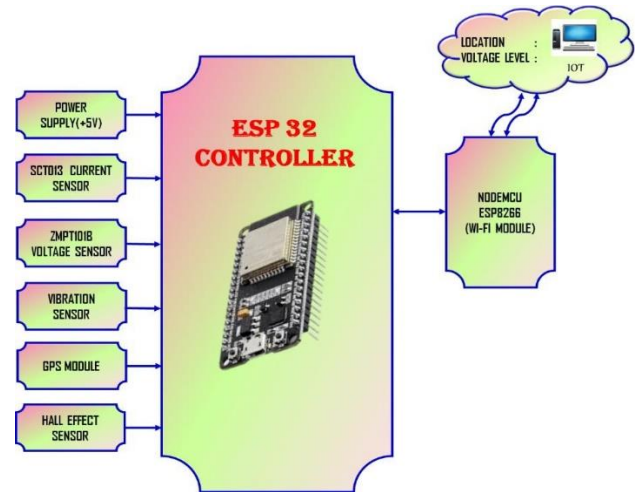 LOCATION :
VOLTAGE LEVEL :
IOT
POWER
SUPPLY(+5V)
ESP 32
CONTROLLER
SCT013 CURRENT
SENSOR
NODEMCU
ESP8266
(WI-FI MODULE)
ZMPT101B
VOLTAGE SENSOR
VIBRATION
SENSOR
GPS MODULE
HALL EFFECT
SENSOR